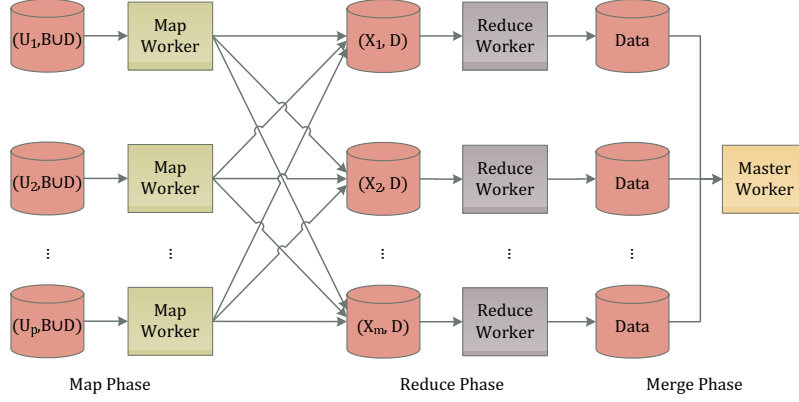 (U₁,B∪D)
Map
Worker
(X₁, D)
Reduce
Worker
Data
(U₂,B∪D)
Map
Worker
(X₂, D)
Reduce
Worker
Data
Master
Worker
...
...
...
...
...
(Uₚ,B∪D)
Map
Worker
(Xₘ, D)
Reduce
Worker
Data
Map Phase
Reduce Phase
Merge Phase